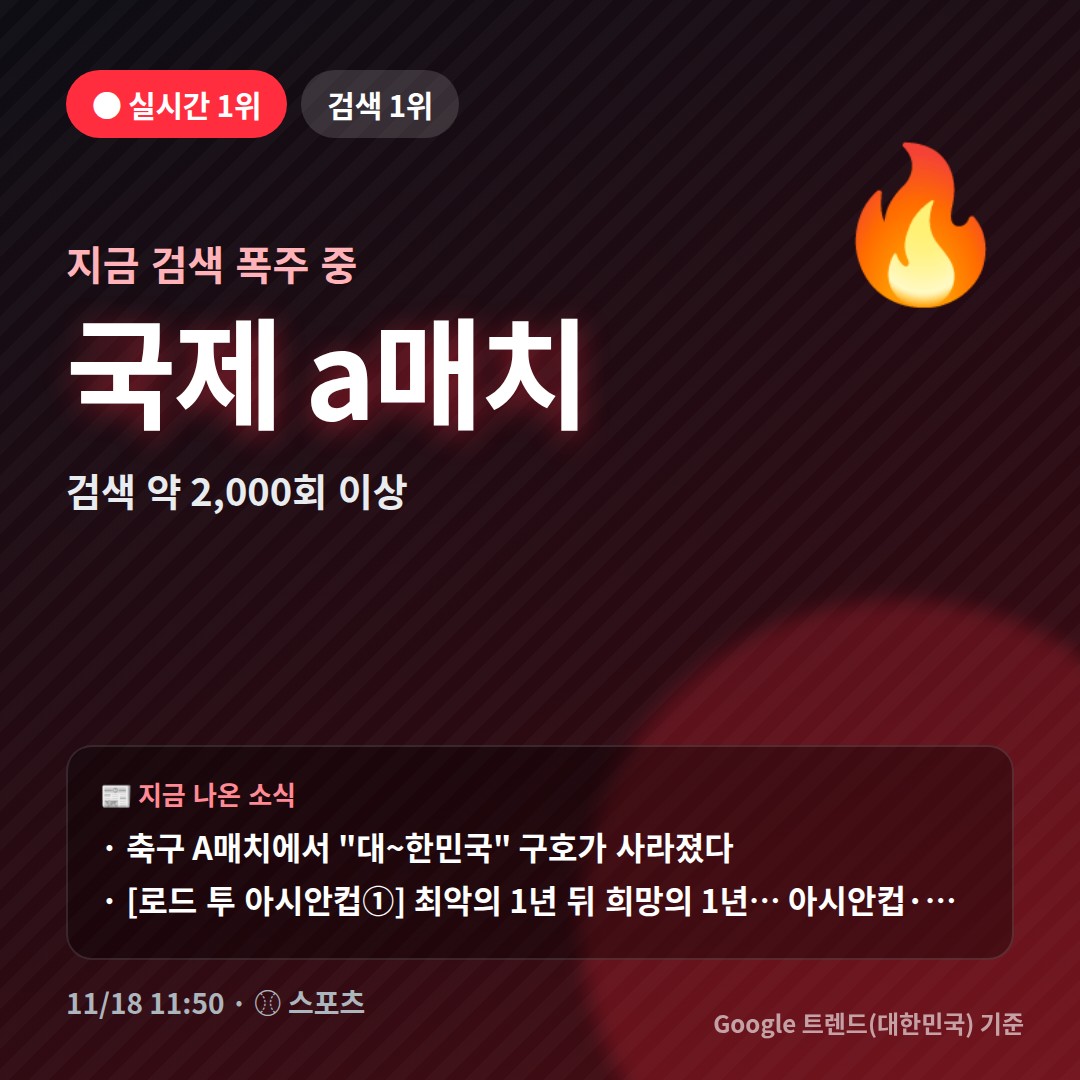 실시간 1위
검색 1위
지금 검색 폭주 중
국제 a매치
검색 약 2,000회 이상
📰 지금 나온 소식
· 축구 A매치에서 "대~한민국" 구호가 사라졌다
· [로드 투 아시안컵①] 최악의 1년 뒤 희망의 1년… 아시안컵·…
11/18 11:50 · ⚾ 스포츠
Google 트렌드(대한민국) 기준